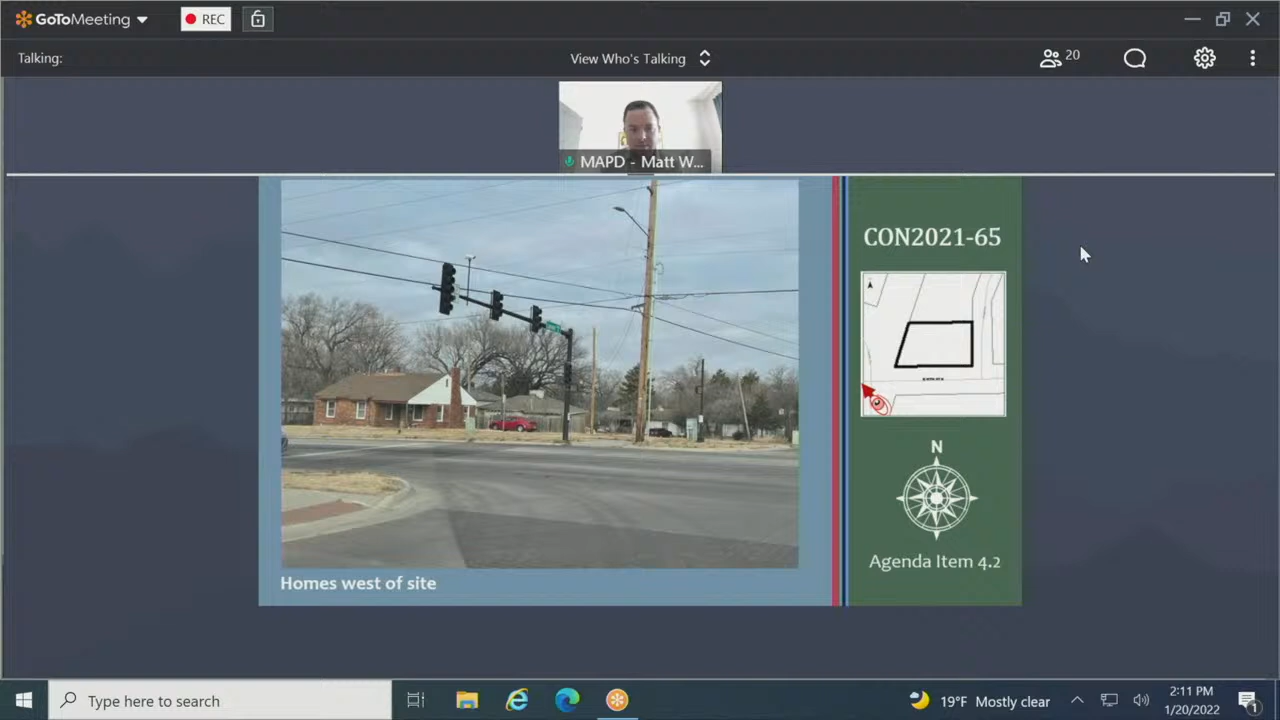 GoToMeeting
REC
Talking:
View Who's Talking
20
MAPD - Matt W...
CON2021-65
N
Agenda Item 4.2
Homes west of site
Type here to search
19°F Mostly clear
2:11 PM
1/20/2022
1